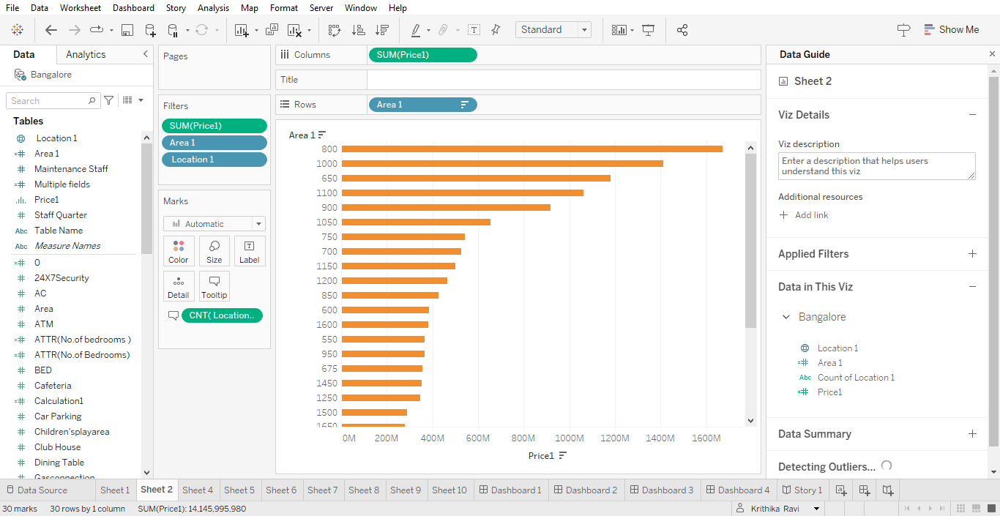 File Data Worksheet Dashboard Story Analysis Map Format Server Window Help
Standard Show Me
Data Analytics
Bangalore
Search
Tables
Location 1
Area 1
Maintenance Staff
Multiple fields
Price1
Staff Quarter
Table Name
Measure Names
0
24X7Security
AC
Area
ATM
ATTR(No.of bedrooms )
ATTR(No.of Bedrooms)
BED
Cafeteria
Calculation1
Car Parking
Children'splayarea
Club House
Dining Table
Gasconnection
Abc
Abc
Pages
Filters
SUM(Price1)
Area 1
Location 1
Marks
Automatic
Color Size Label
Detail Tooltip
CNT( Location..
Columns SUM(Price1)
Title
Rows Area 1
Area 1
800
1000
650
1100
900
1050
750
700
1150
1200
850
600
1600
550
950
675
1450
1250
1500
1650
0M 200M 400M 600M 800M 1000M 1200M 1400M 1600M
Price1
Data Guide
Sheet 2
Viz Details
Viz description
Enter a description that helps users
understand this viz
Additional resources
Add link
Applied Filters
Data in This Viz
Bangalore
Location 1
Area 1
Abc Count of Location 1
Price1
Data Summary
Detecting Outliers...
Data Source Sheet 1 Sheet 2 Sheet 4 Sheet 5 Sheet 6 Sheet 7 Sheet 8 Sheet 9 Sheet 10 Dashboard 1 Dashboard 2 Dashboard 3 Dashboard 4 Story 1
30 marks 30 rows by 1 column SUM(Price1): 14,145,995,980 Krithika Ravi